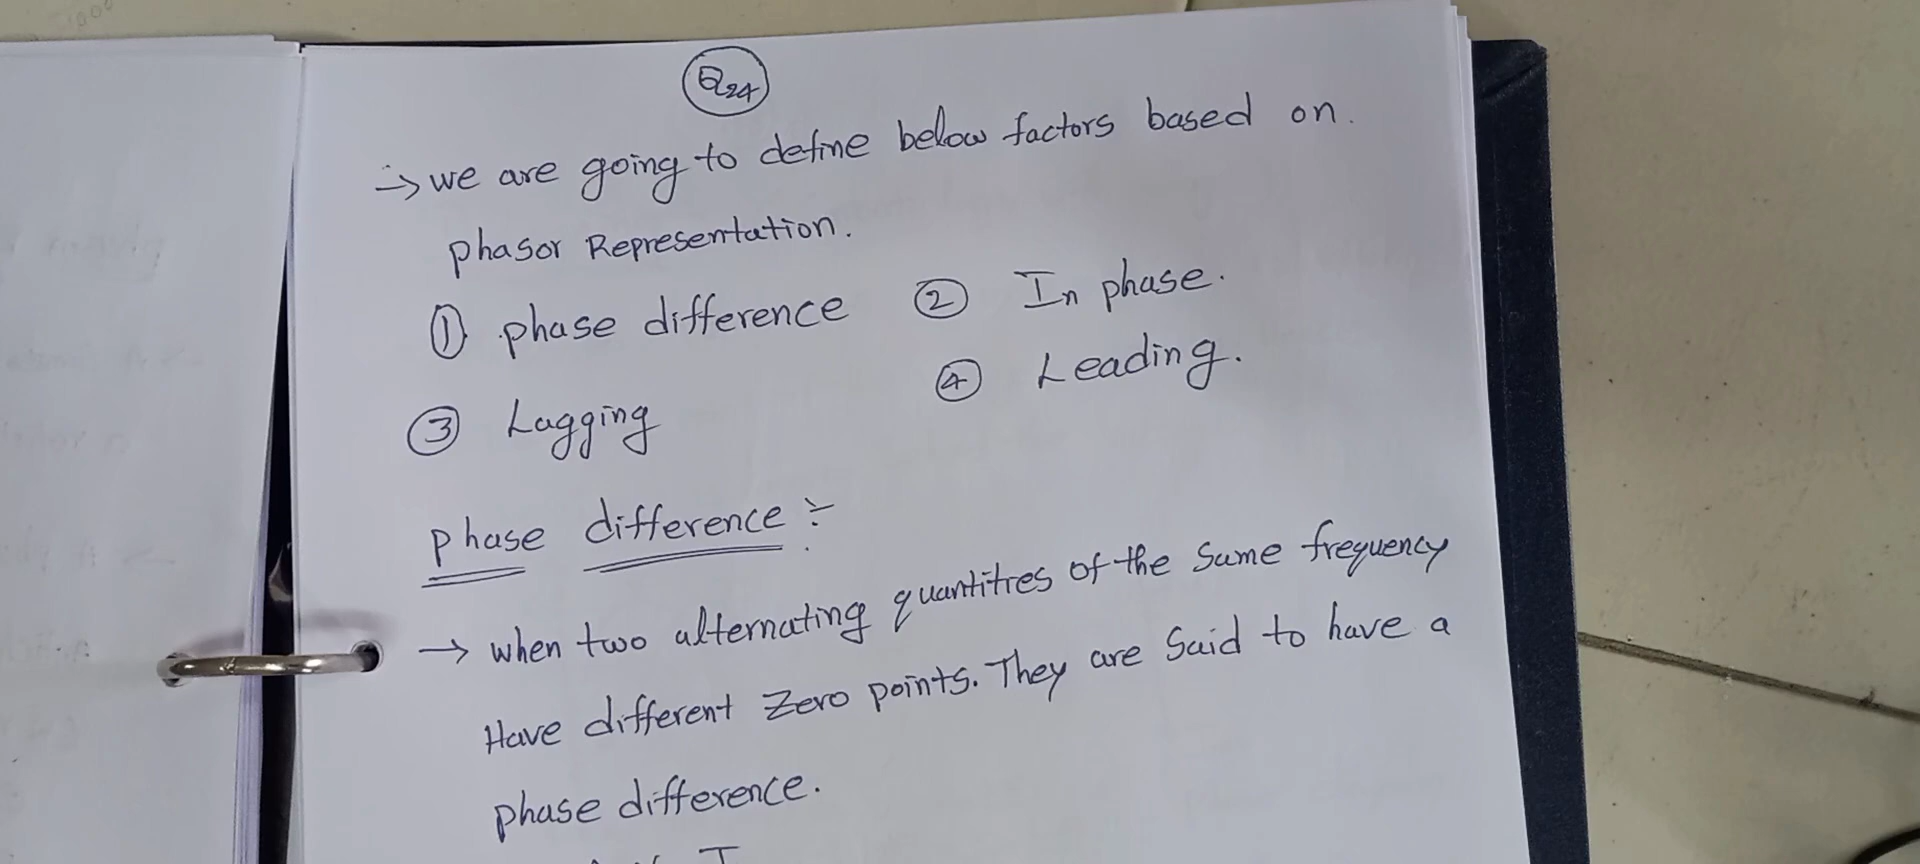 Q24
→ we are going to define below factors based on.
phasor Representation.
① phase difference ② In phase.
③ Lagging ④ Leading.
phase difference :-
→ when two alternating quantities of the same frequency
Have different Zero points. They are Said to have a
phase difference.